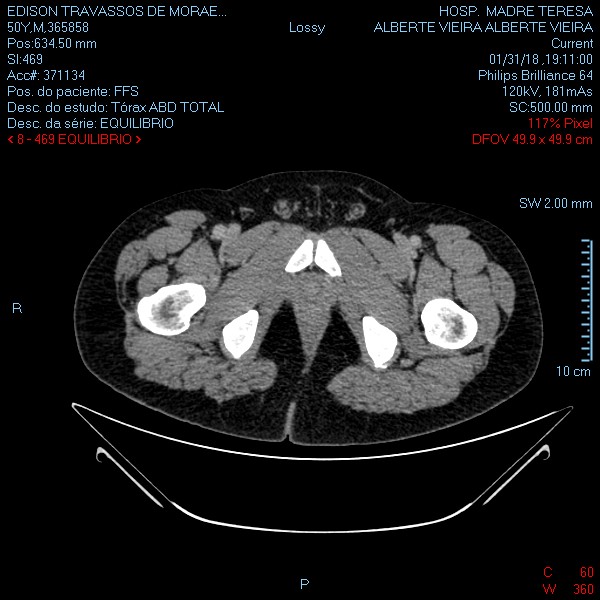 EDISON TRAVASSOS DE MORAE...
50Y,M,365858
Pos:634.50 mm
SI:469
Acc#: 371134
Pos. do paciente: FFS
Desc. do estudo: Tórax ABD TOTAL
Desc. da série: EQUILIBRIO
< 8 - 469 EQUILIBRIO >
Lossy
HOSP. MADRE TERESA
ALBERTE VIEIRA ALBERTE VIEIRA
Current
01/31/18 ,19:11:00
Philips Brilliance 64
120kV, 181mAs
SC:500.00 mm
117% Pixel
DFOV 49.9 x 49.9 cm
SW 2.00 mm
R
10 cm
P
C 60
W 360